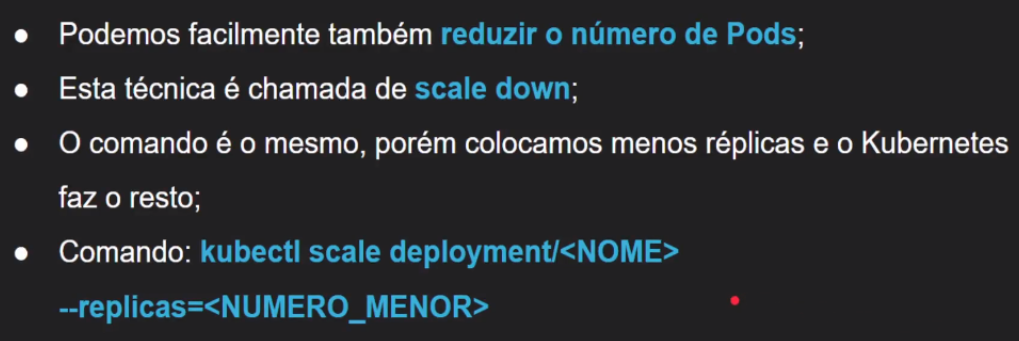 ● Podemos facilmente também reduzir o número de Pods;
● Esta técnica é chamada de scale down;
● O comando é o mesmo, porém colocamos menos réplicas e o Kubernetes
faz o resto;
● Comando: kubectl scale deployment/<NOME>
--replicas=<NUMERO_MENOR>